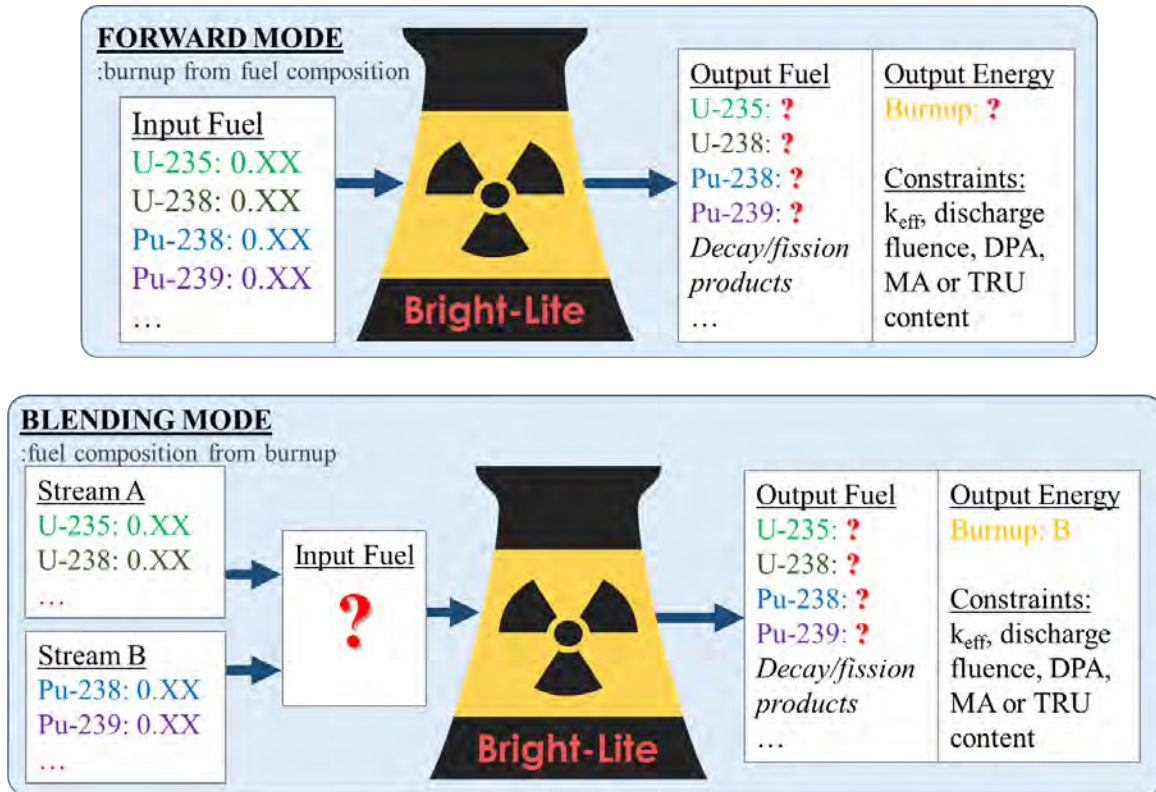 FORWARD MODE
:burnup from fuel composition
Input Fuel
U-235: 0.XX
U-238: 0.XX
Pu-238: 0.XX
Pu-239: 0.XX
…
Bright-Lite
Output Fuel
U-235: ?
U-238: ?
Pu-238: ?
Pu-239: ?
Decay/fission
products
…
Output Energy
Burnup: ?
Constraints:
keff, discharge
fluence, DPA,
MA or TRU
content
BLENDING MODE
:fuel composition from burnup
Stream A
U-235: 0.XX
U-238: 0.XX
…
Stream B
Pu-238: 0.XX
Pu-239: 0.XX
…
Input Fuel
?
Bright-Lite
Output Fuel
U-235: ?
U-238: ?
Pu-238: ?
Pu-239: ?
Decay/fission
products
…
Output Energy
Burnup: B
Constraints:
keff, discharge
fluence, DPA,
MA or TRU
content